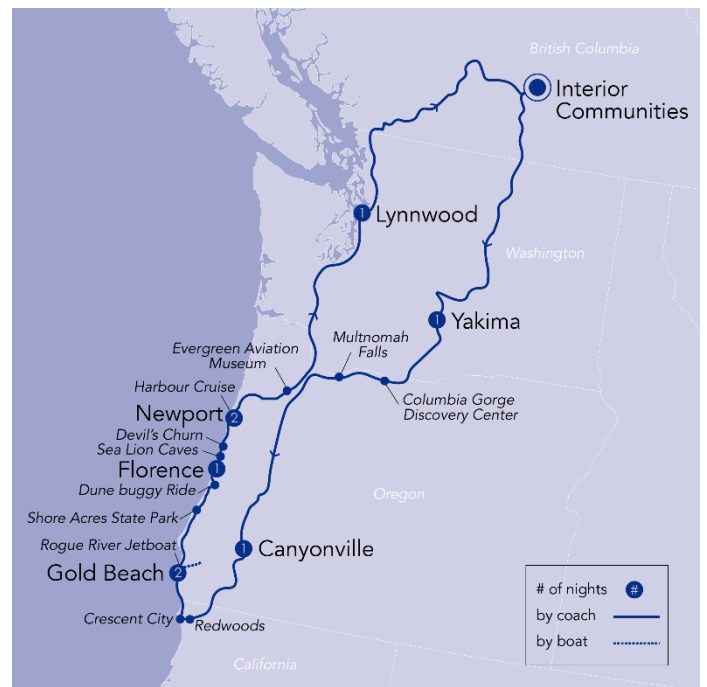 British Columbia
Interior
Communities
1
Lynnwood
Washington
1
Yakima
Evergreen Aviation
Museum
Multnomah
Falls
Harbour Cruise
Newport
2
Columbia Gorge
Discovery Center
Devil's Churn
Sea Lion Caves
Florence
1
Dune buggy Ride
Oregon
Shore Acres State Park
Rogue River Jetboat
1
Canyonville
Gold Beach
2
Crescent City
Redwoods
California
# of nights
#
by coach
by boat